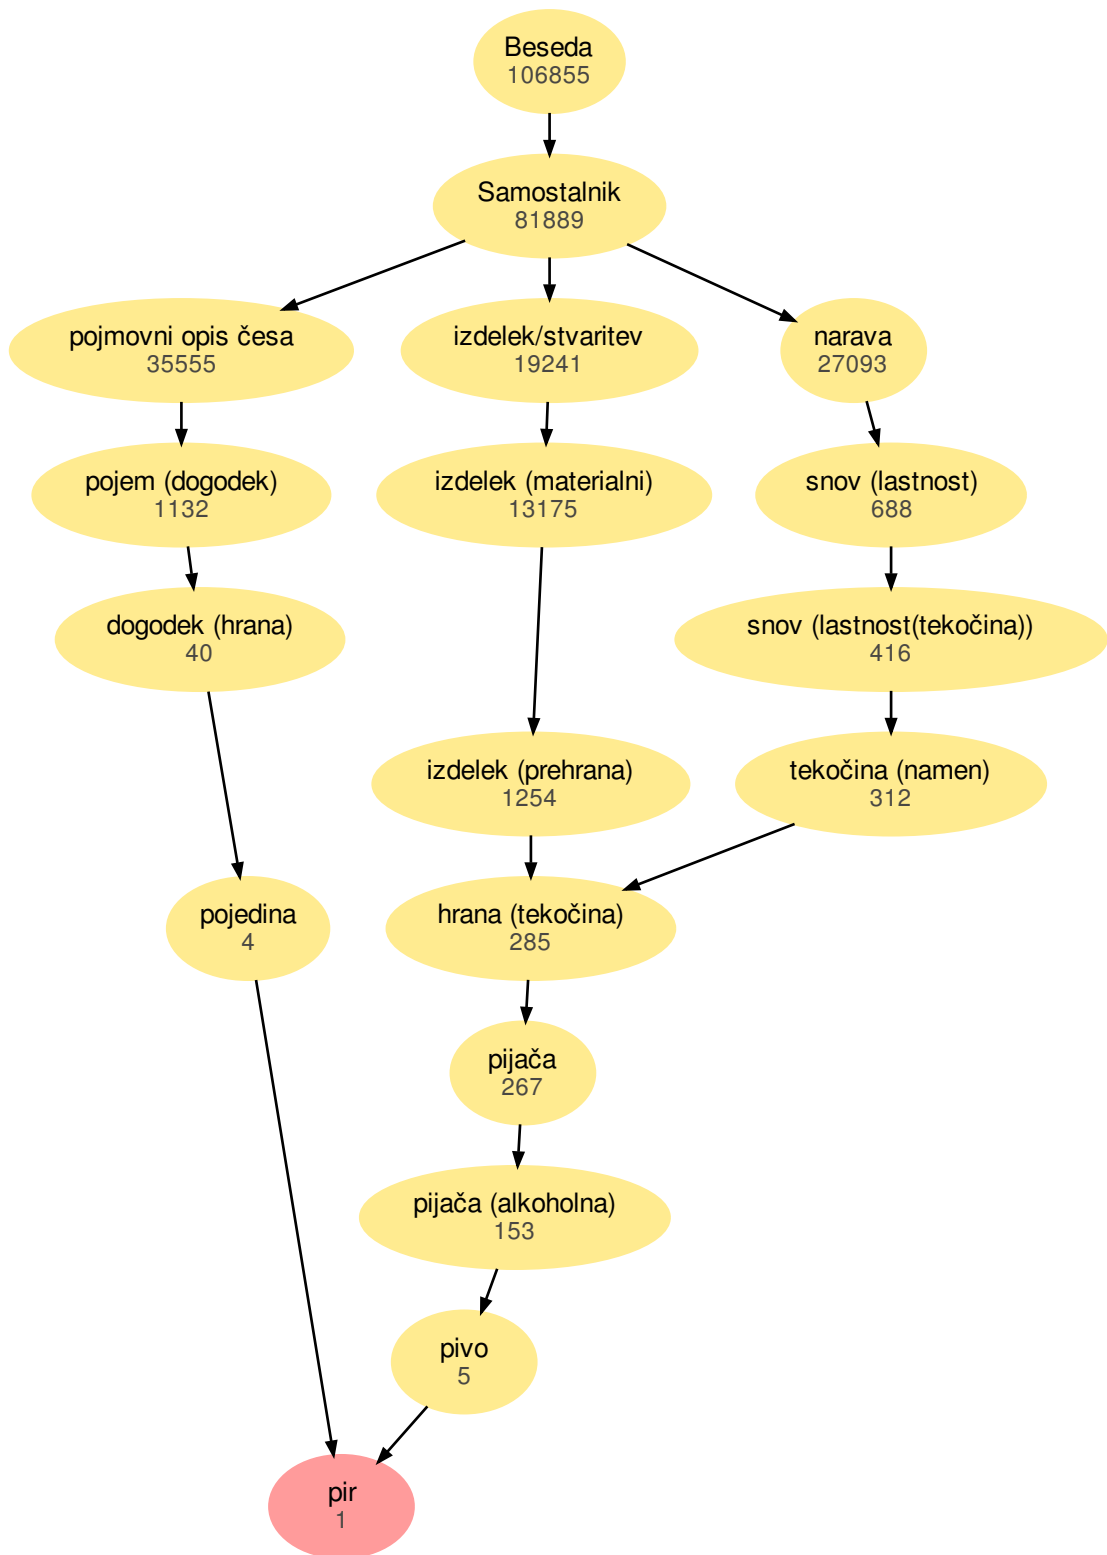 Beseda
106855
Samostalnik
81889
pojmovni opis česa
35555
izdelek/stvaritev
19241
narava
27093
pojem (dogodek)
1132
izdelek (materialni)
13175
snov (lastnost)
688
dogodek (hrana)
40
snov (lastnost(tekočina))
416
izdelek (prehrana)
1254
tekočina (namen)
312
pojedina
4
hrana (tekočina)
285
pijača
267
pijača (alkoholna)
153
pivo
5
pir
1